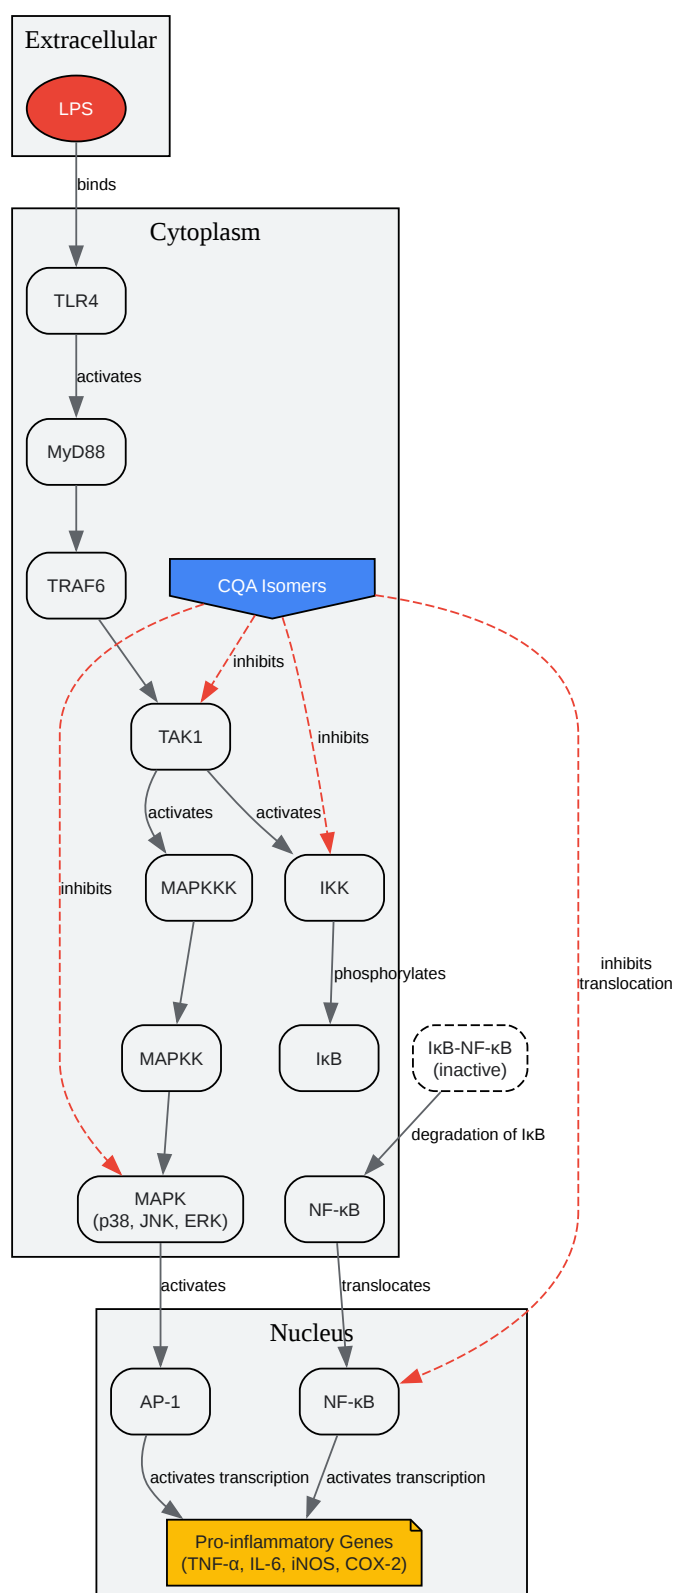 Extracellular
LPS
binds
Cytoplasm
TLR4
activates
MyD88
TRAF6
CQA Isomers
inhibits
inhibits
TAK1
activates
activates
inhibits
MAPKKK
IKK
phosphorylates
inhibits
translocation
MAPKK
IκB
IκB-NF-κB
(inactive)
degradation of IκB
MAPK
(p38, JNK, ERK)
NF-κB
activates
translocates
Nucleus
AP-1
NF-κB
activates transcription
activates transcription
Pro-inflammatory Genes
(TNF-α, IL-6, iNOS, COX-2)